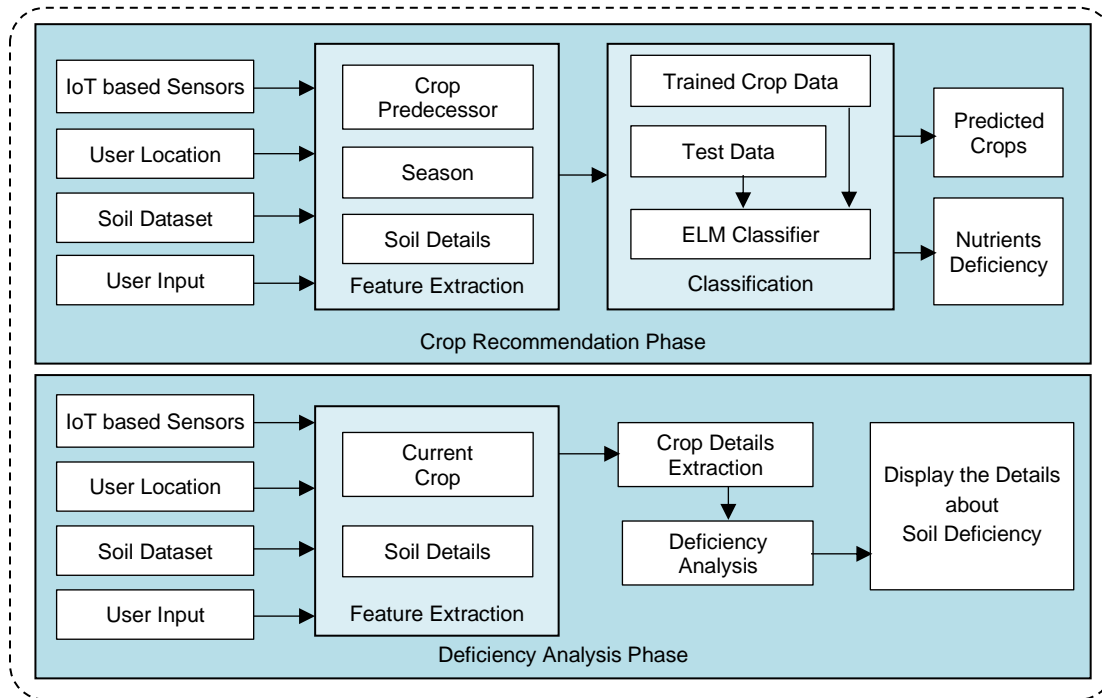 IoT based Sensors
User Location
Soil Dataset
User Input
Crop
Predecessor
Season
Soil Details
Feature Extraction
Trained Crop Data
Test Data
ELM Classifier
Classification
Predicted
Crops
Nutrients
Deficiency
Crop Recommendation Phase
IoT based Sensors
User Location
Soil Dataset
User Input
Current
Crop
Soil Details
Feature Extraction
Crop Details
Extraction
Deficiency
Analysis
Display the Details
about
Soil Deficiency
Deficiency Analysis Phase